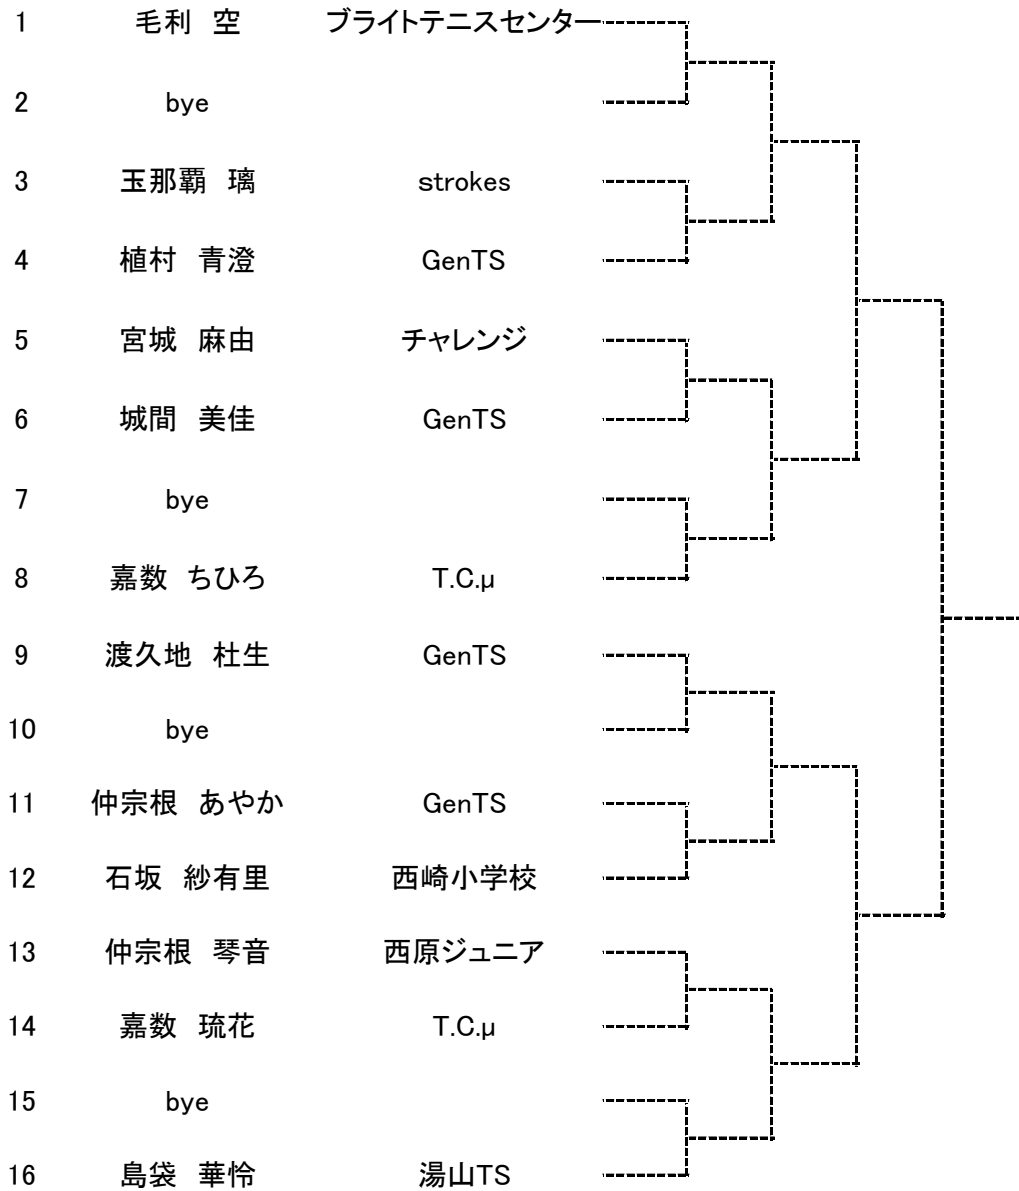 1 毛利 空 ブライトテニスセンター
2 bye
3 玉那覇 璃 strokes
4 植村 青澄 GenTS
5 宮城 麻由 チャレンジ
6 城間 美佳 GenTS
7 bye
8 嘉数 ちひろ T.C.μ
9 渡久地 杜生 GenTS
10 bye
11 仲宗根 あやか GenTS
12 石坂 紗有里 西崎小学校
13 仲宗根 琴音 西原ジュニア
14 嘉数 琉花 T.C.μ
15 bye
16 島袋 華怜 湯山TS